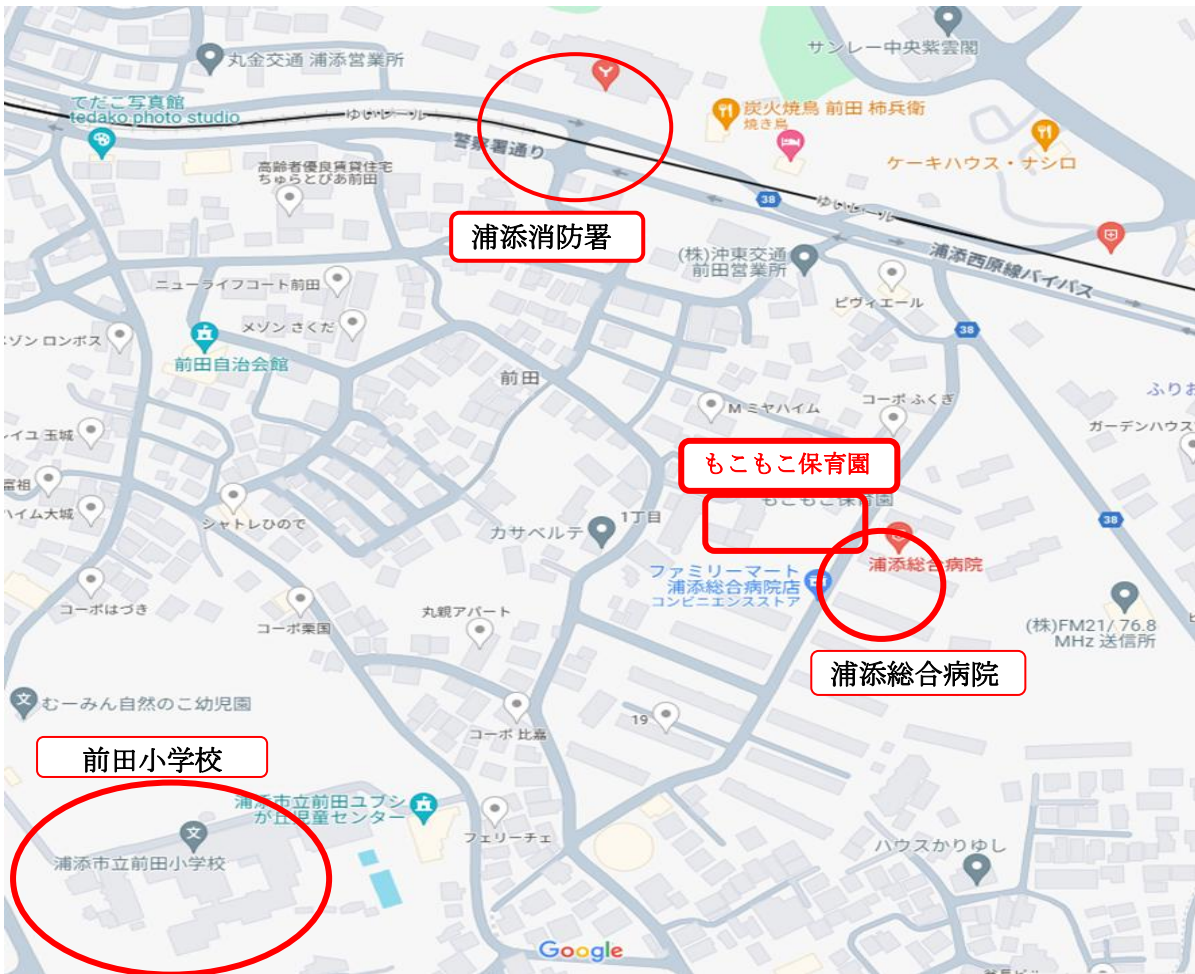 サンレー中央紫雲閣
丸金交通 浦添営業所
てだこ写真館
tedako photo studio
ゆいレール
警察署通り
炭火焼鳥 前田 柿兵衛
焼き鳥
ケーキハウス・ナシロ
高齢者優良賃貸住宅
ちゅらとぴあ前田
38
ゆいレール
浦添消防署
(株)沖東交通
前田営業所
浦添西原線バイパス
ニューライフコート前田
ピヴィエール
メゾン さくだ
38
前田自治会館
前田
M ミヤハイム
コーポ ふくぎ
ガーデンハウス
もこもこ保育園
もこもこ保育園
シャトレひので
カサベルテ
1丁目
38
浦添総合病院
ファミリーマート
浦添総合病院店
コンビニエンスストア
コーポはづき
コーポ栗国
丸親アパート
(株)FM21/ 76.8
MHz 送信所
浦添総合病院
むーみん自然のこ幼児園
コーポ 比嘉
19
前田小学校
浦添市立前田ユブシ
が丘児童センター
浦添市立前田小学校
フェリーチェ
ハウスかりゆし
Google